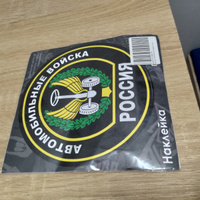 АВТОМОБИЛЬНЫЕ ВОЙСКА
РОССИЯ
Наклейка